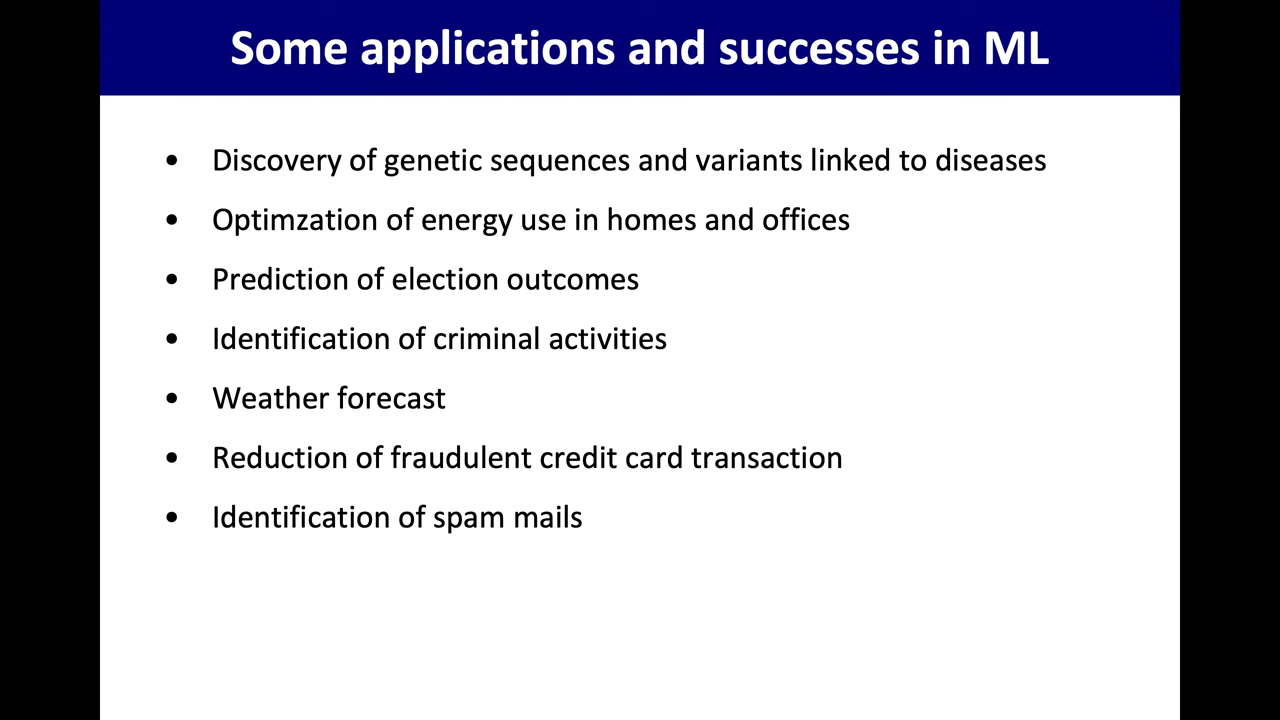 Some applications and successes in ML
• Discovery of genetic sequences and variants linked to diseases
• Optimzation of energy use in homes and offices
• Prediction of election outcomes
• Identification of criminal activities
• Weather forecast
• Reduction of fraudulent credit card transaction
• Identification of spam mails